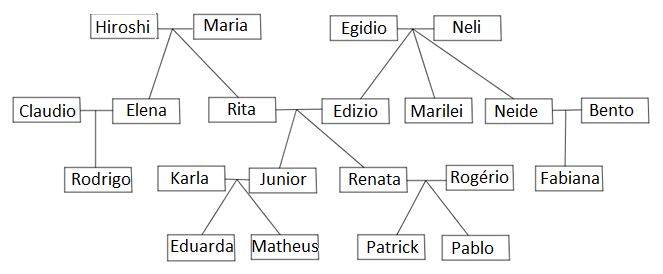 Hiroshi
Maria
Egidio
Neli
Claudio
Elena
Rita
Edizio
Marilei
Neide
Bento
Rodrigo
Karla
Junior
Renata
Rogério
Fabiana
Eduarda
Matheus
Patrick
Pablo